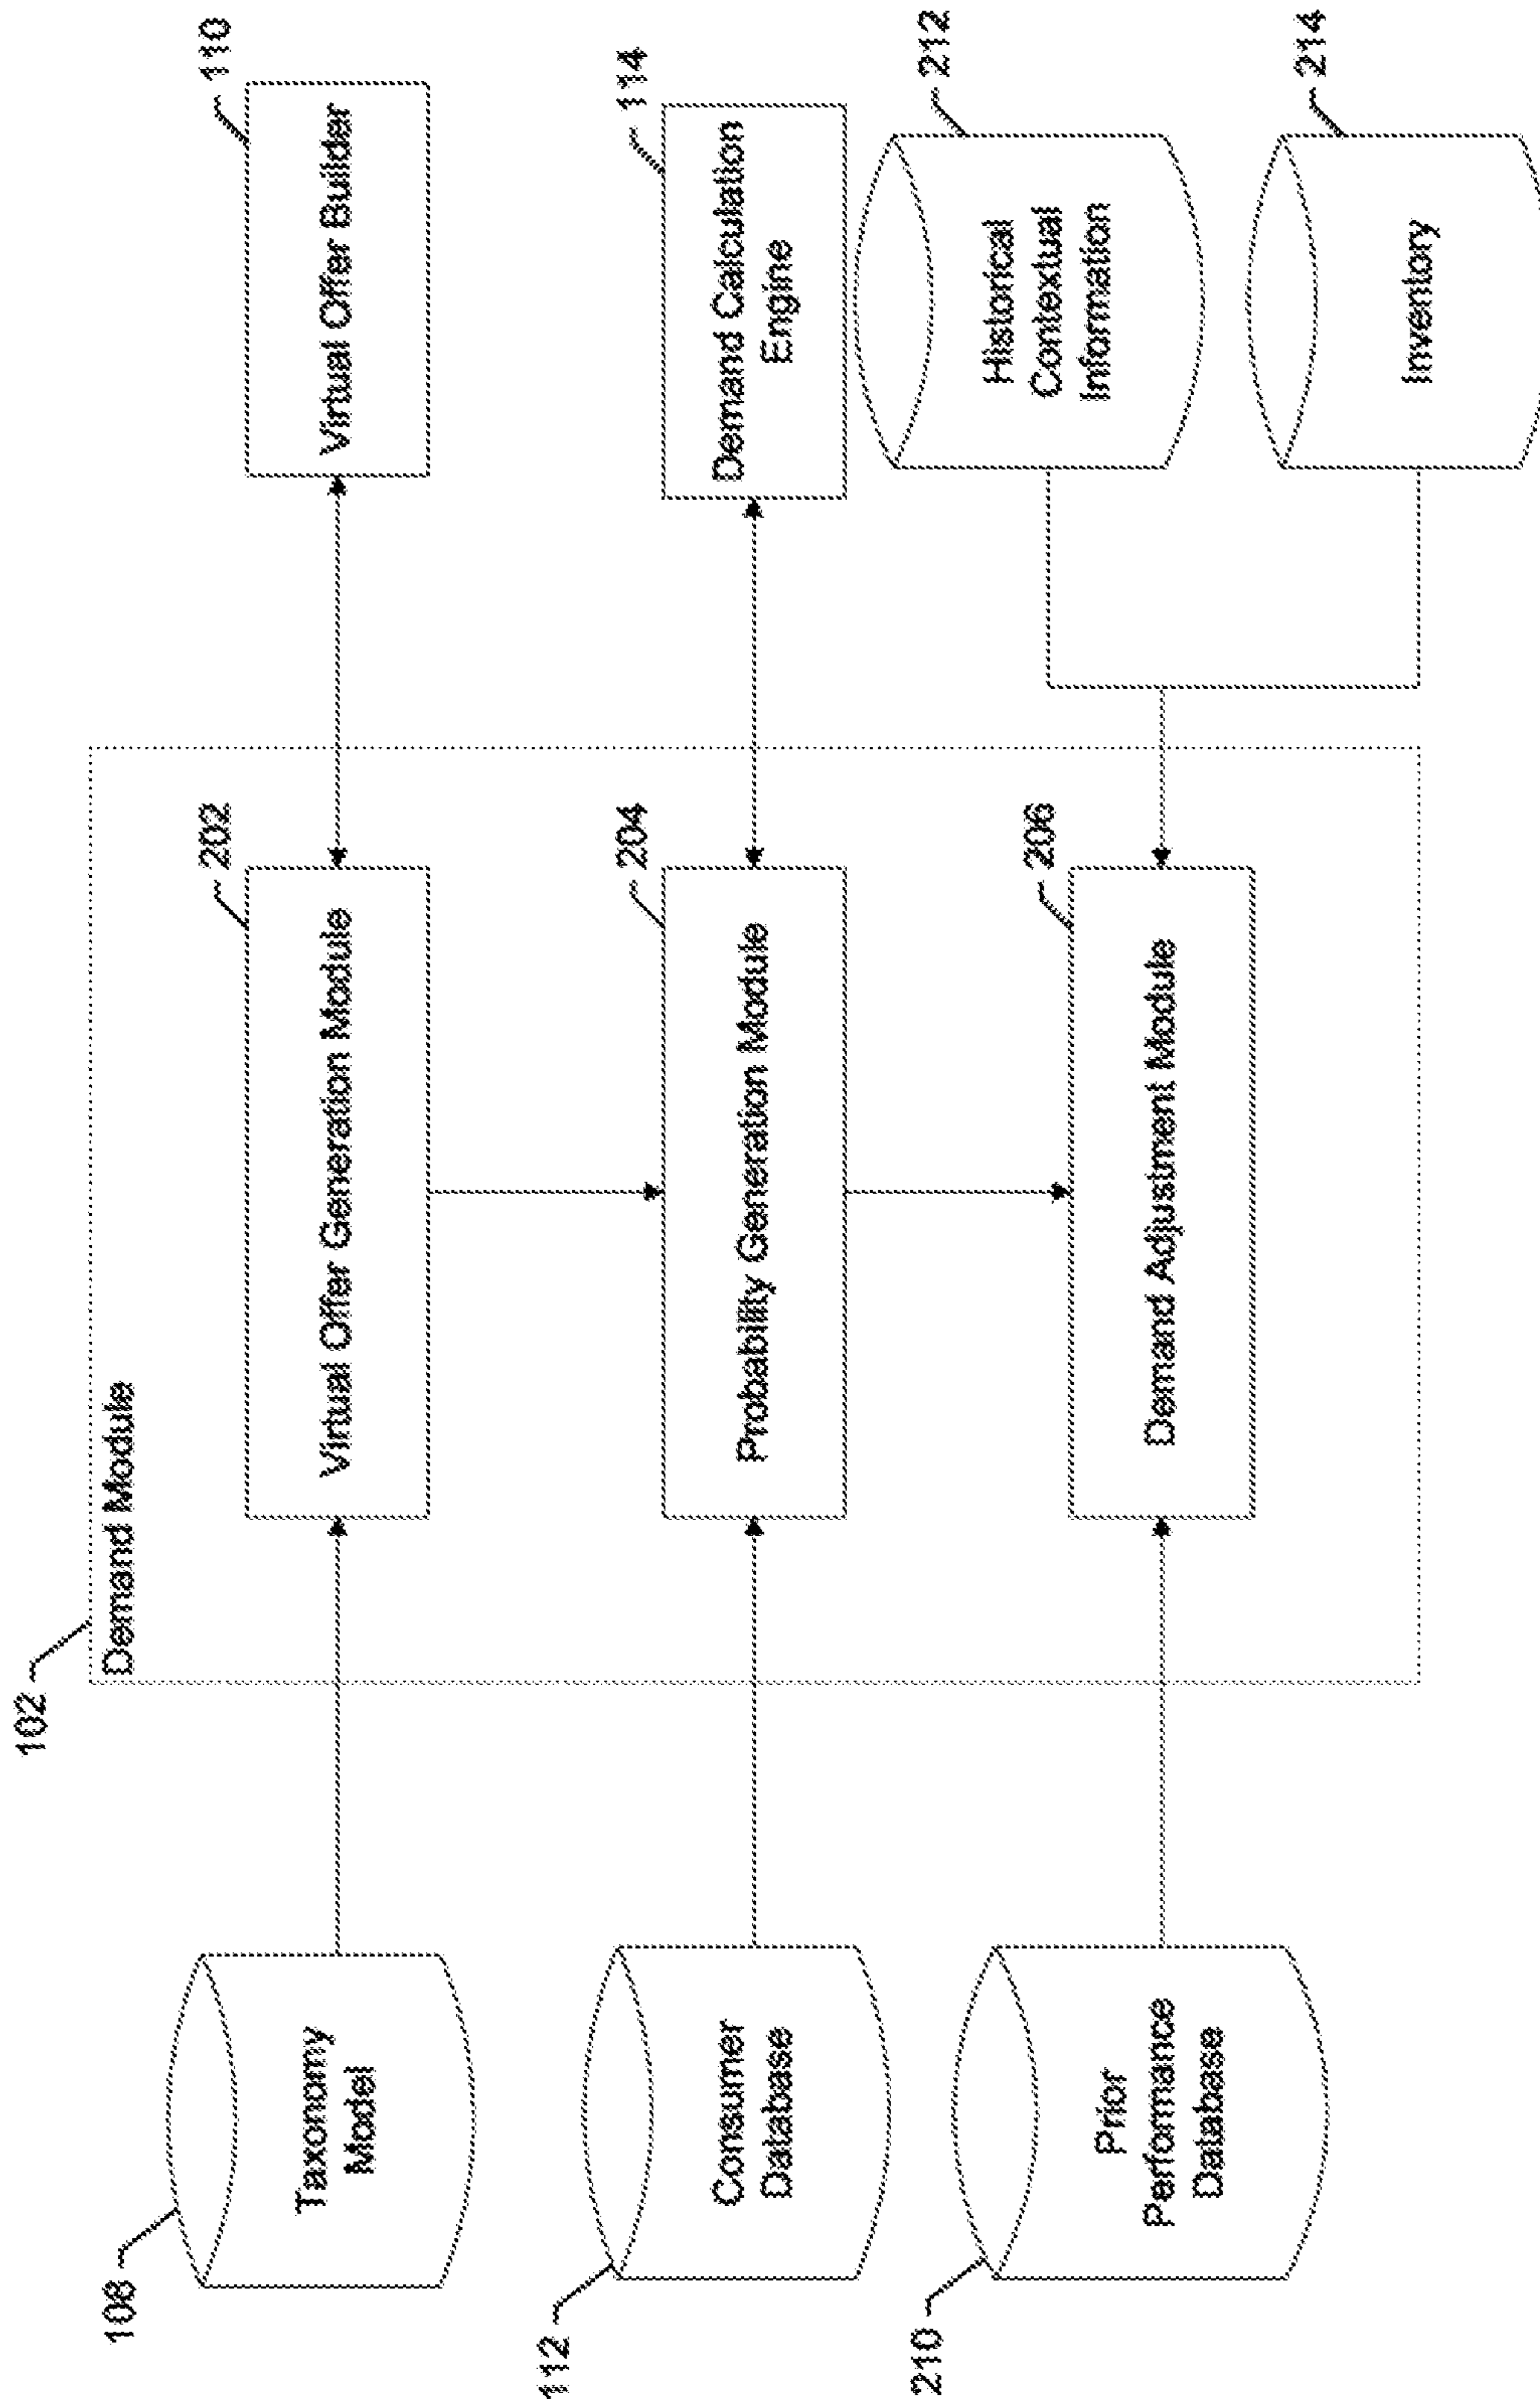 102
Demand Module
108
Taxonomy
Model
202
Virtual Offer Generation Module
110
Virtual Offer Builder
112
Consumer
Database
204
Probability Generation Module
114
Demand Calculation
Engine
210
Prior
Performance
Database
206
Demand Adjustment Module
212
Historical
Contextual
Information
214
Inventory